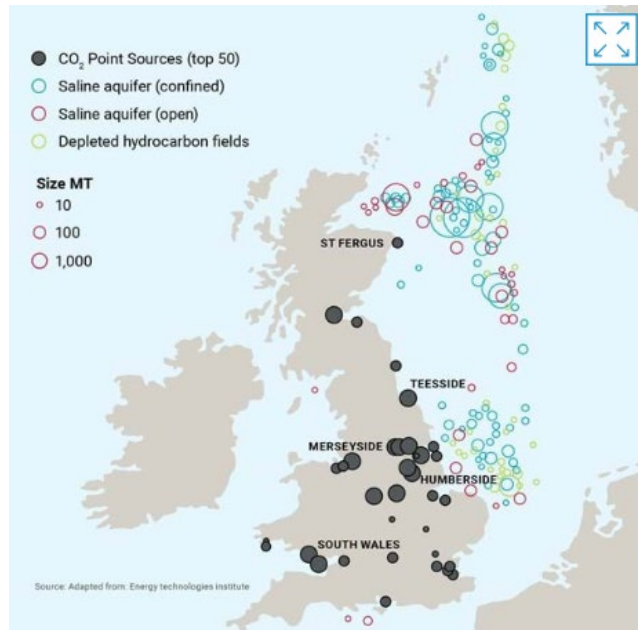 CO₂ Point Sources (top 50)
Saline aquifer (confined)
Saline aquifer (open)
Depleted hydrocarbon fields
Size MT
10
100
1,000
ST FERGUS
TEESSIDE
MERSEYSIDE
HUMBERSIDE
SOUTH WALES
Source: Adapted from: Energy technologies institute